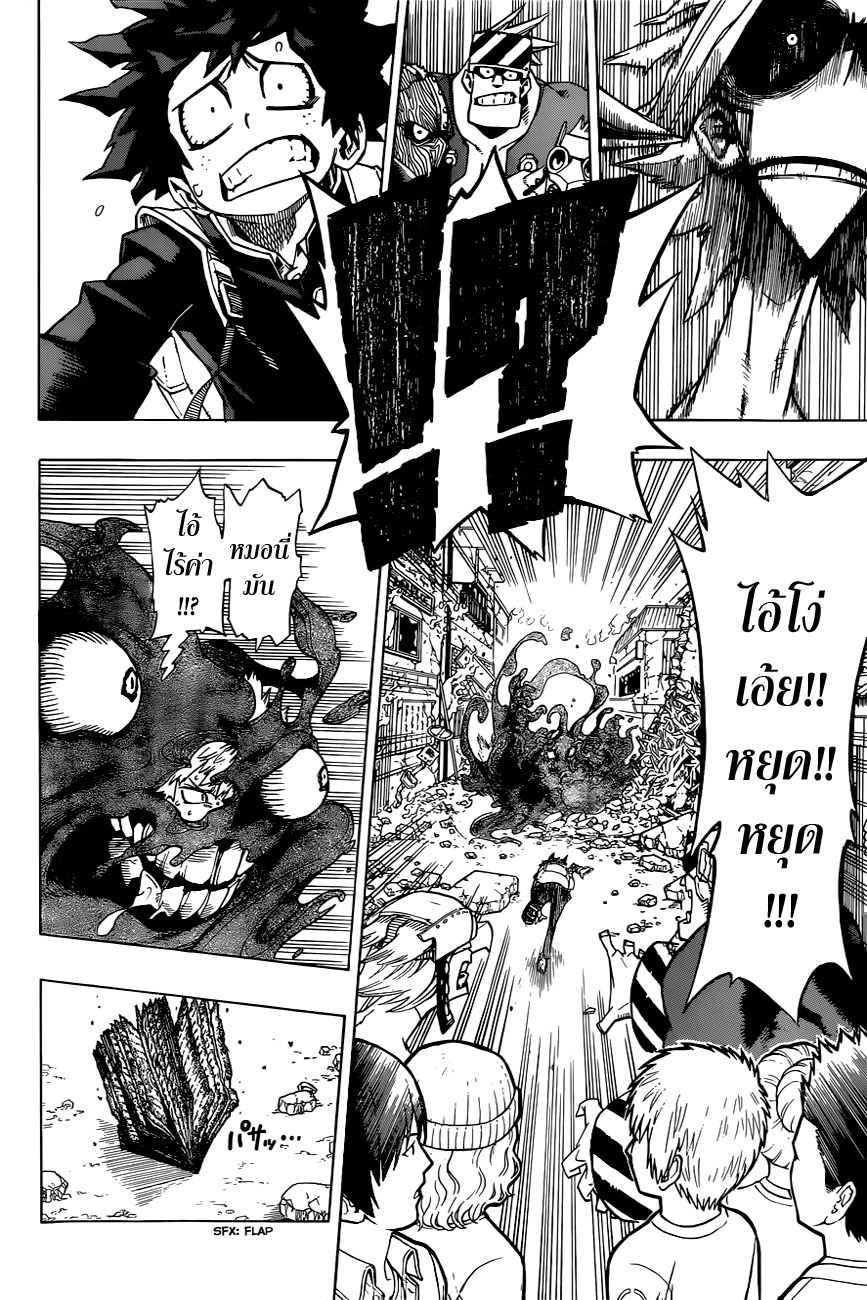 !?
ไอ้โง่
เอ้ย!!
หยุด!!
หยุด
!!!
หมอนี่
มัน
ไอ้
ไร้ค่า
!!?
パサッ…
SFX: FLAP